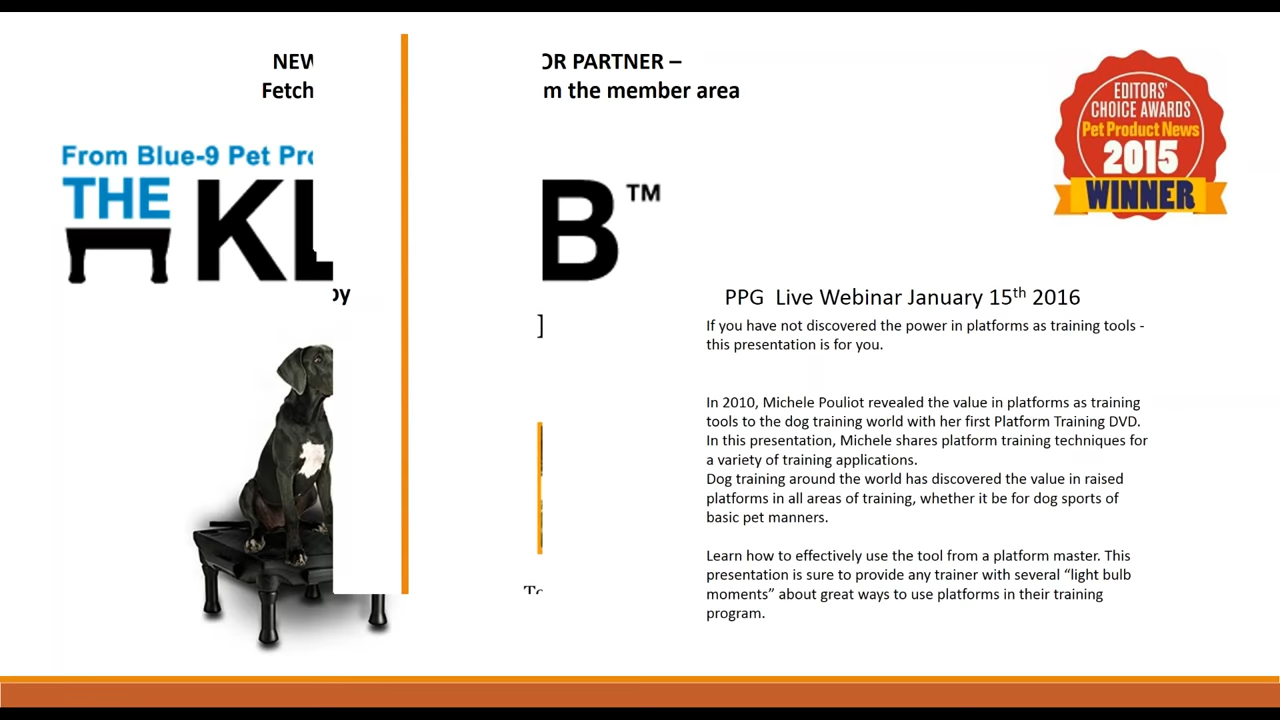 NEW OR PARTNER –
Fetch m the member area
From Blue-9 Pet Pro
THE KL B™
by
]
To
EDITORS'
CHOICE AWARDS
Pet Product News
2015
WINNER
PPG Live Webinar January 15th 2016
If you have not discovered the power in platforms as training tools -
this presentation is for you.
In 2010, Michele Pouliot revealed the value in platforms as training
tools to the dog training world with her first Platform Training DVD.
In this presentation, Michele shares platform training techniques for
a variety of training applications.
Dog training around the world has discovered the value in raised
platforms in all areas of training, whether it be for dog sports of
basic pet manners.
Learn how to effectively use the tool from a platform master. This
presentation is sure to provide any trainer with several “light bulb
moments” about great ways to use platforms in their training
program.